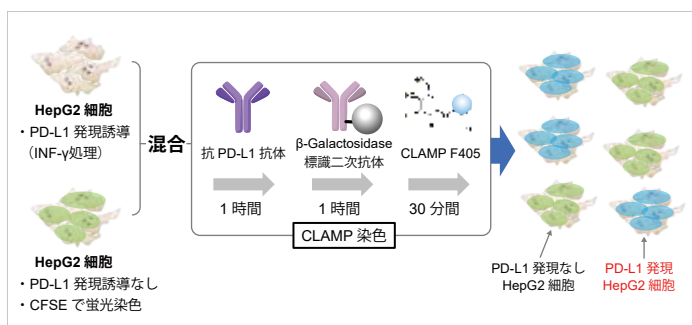 HepG2 細胞
・PD-L1 発現誘導
（INF-γ処理）
HepG2 細胞
・PD-L1 発現誘導なし
・CFSE で蛍光染色
混合
抗 PD-L1 抗体
1 時間
β-Galactosidase
標識二次抗体
1 時間
CLAMP F405
30 分間
CLAMP 染色
PD-L1 発現なし
HepG2 細胞
PD-L1 発現
HepG2 細胞